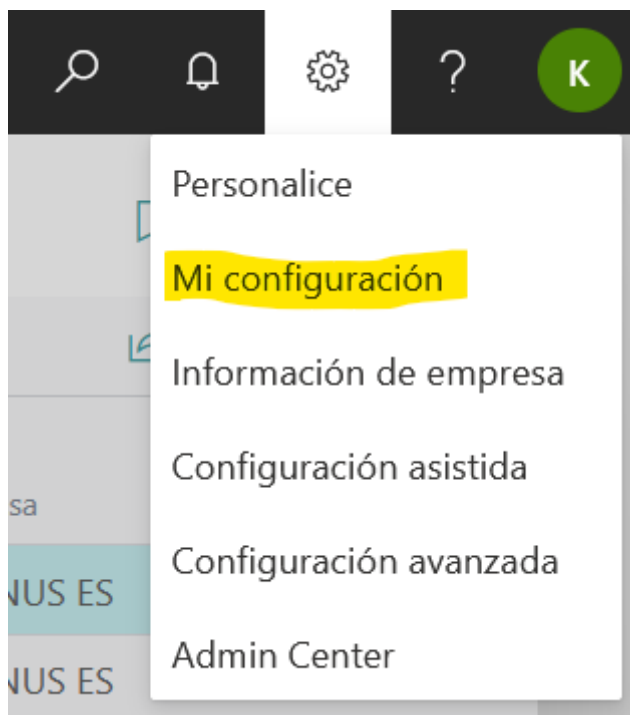 ?
K
Personalice
Mi configuración
Información de empresa
Configuración asistida
sa
Configuración avanzada
NUS ES
Admin Center
NUS ES